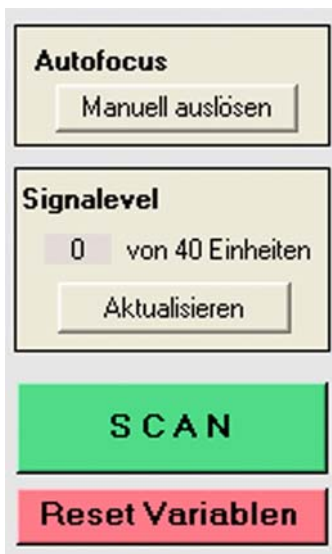 Autofocus
Manuell auslösen
Signalevel
0 von 40 Einheiten
Aktualisieren
SCAN
Reset Variablen